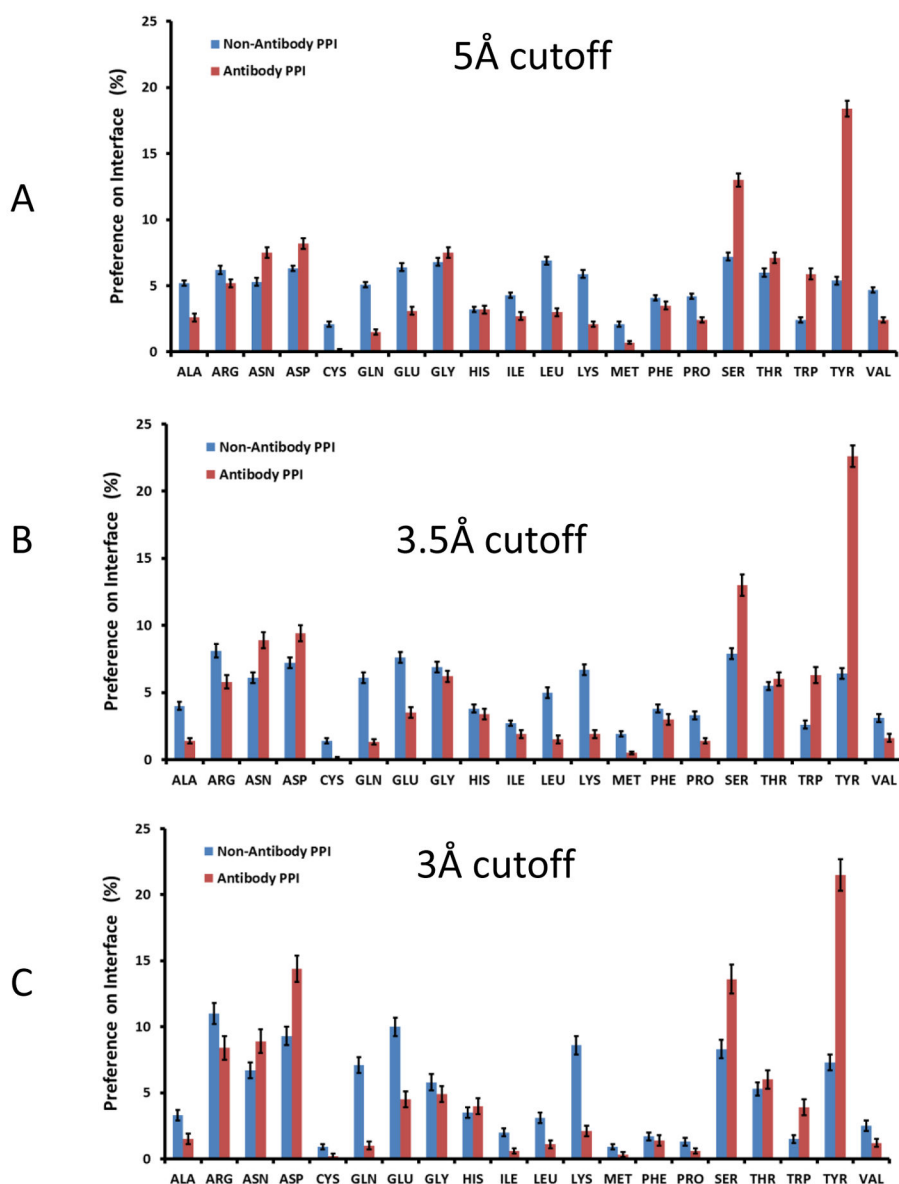 A
Preference on Interface (%)
25
20
15
10
5
0
Non-Antibody PPI
Antibody PPI
5Å cutoff
ALA ARG ASN ASP CYS GLN GLU GLY HIS ILE LEU LYS MET PHE PRO SER THR TRP TYR VAL
B
Preference on Interface (%)
25
20
15
10
5
0
Non-Antibody PPI
Antibody PPI
3.5Å cutoff
ALA ARG ASN ASP CYS GLN GLU GLY HIS ILE LEU LYS MET PHE PRO SER THR TRP TYR VAL
C
Preference on Interface (%)
25
20
15
10
5
0
Non-Antibody PPI
Antibody PPI
3Å cutoff
ALA ARG ASN ASP CYS GLN GLU GLY HIS ILE LEU LYS MET PHE PRO SER THR TRP TYR VAL